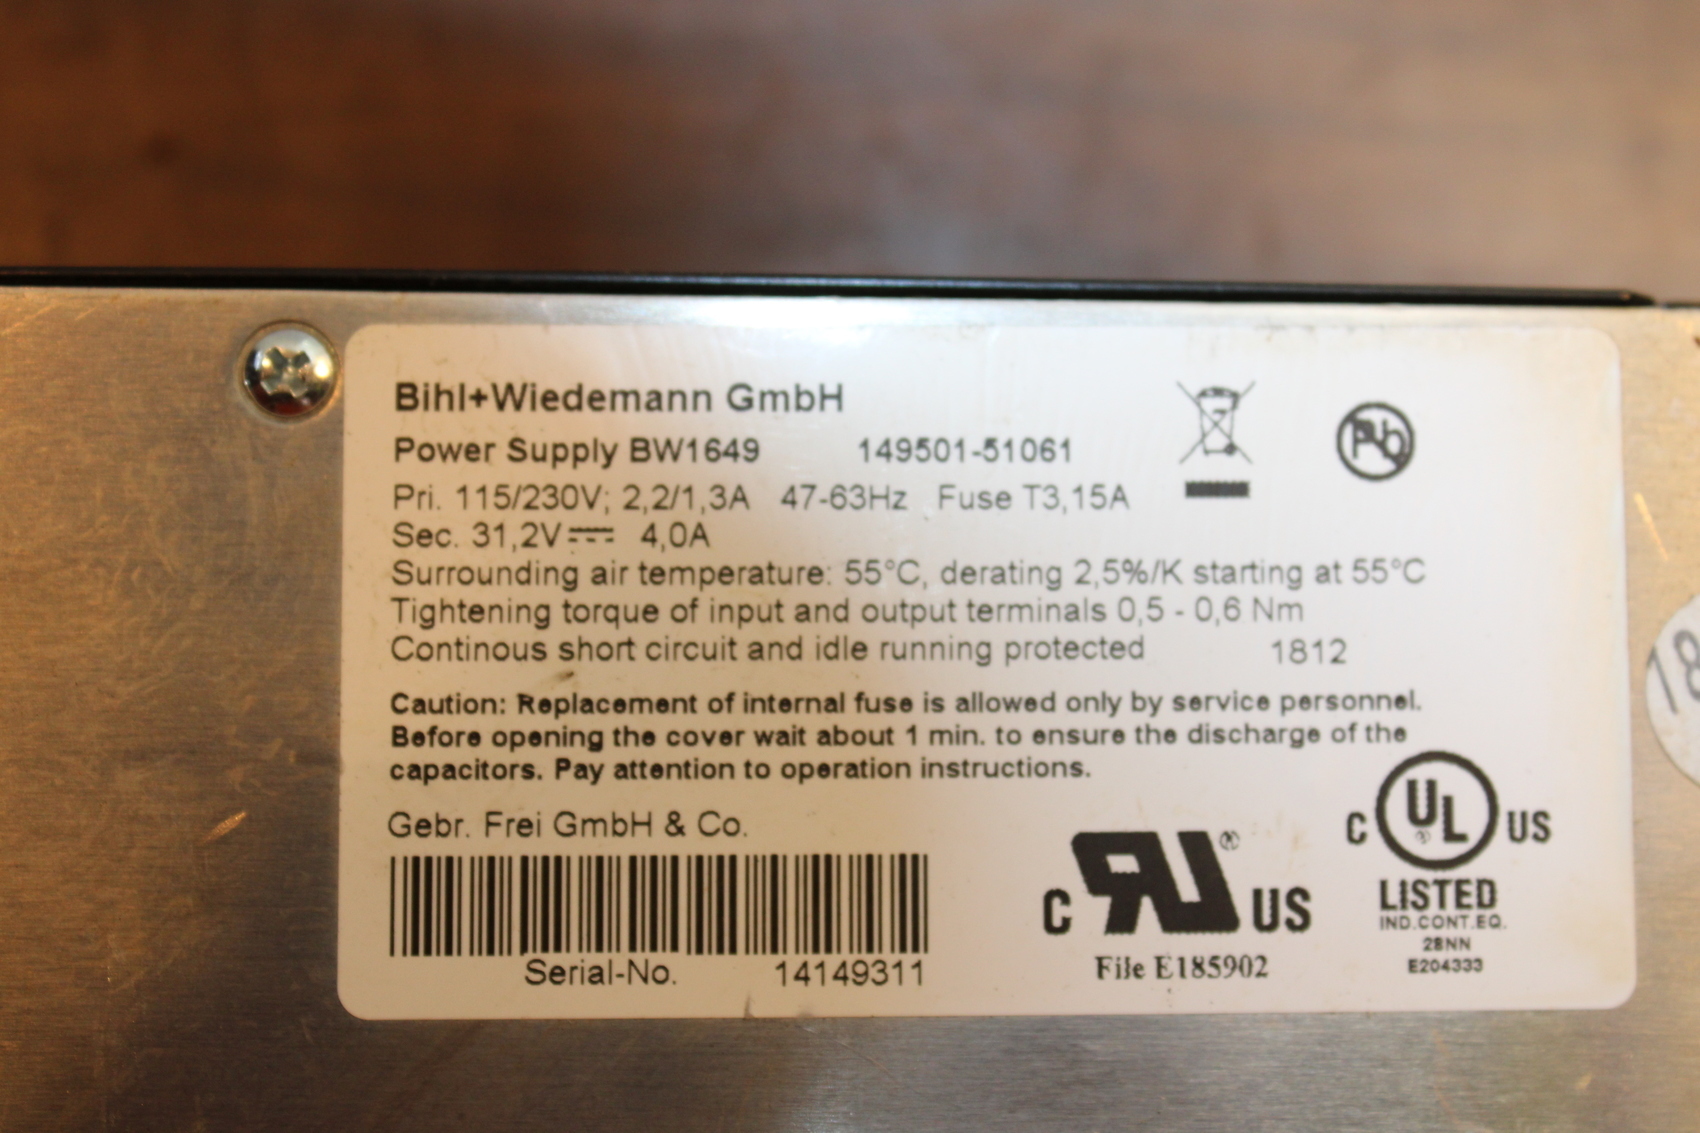 Bihl+Wiedemann GmbH
Power Supply BW1649 149501-51061
Pri. 115/230V; 2,2/1,3A 47-63Hz Fuse T3,15A
Sec. 31,2V 4,0A
Surrounding air temperature: 55°C, derating 2,5%/K starting at 55°C
Tightening torque of input and output terminals 0,5 - 0,6 Nm
Continous short circuit and idle running protected 1812
Caution: Replacement of internal fuse is allowed only by service personnel.
Before opening the cover wait about 1 min. to ensure the discharge of the
capacitors. Pay attention to operation instructions.
Gebr. Frei GmbH & Co.
Serial-No. 14149311
Pb
C RU ® US
File E185902
C UL ® US
LISTED
IND.CONT.EQ.
28NN
E204333
18